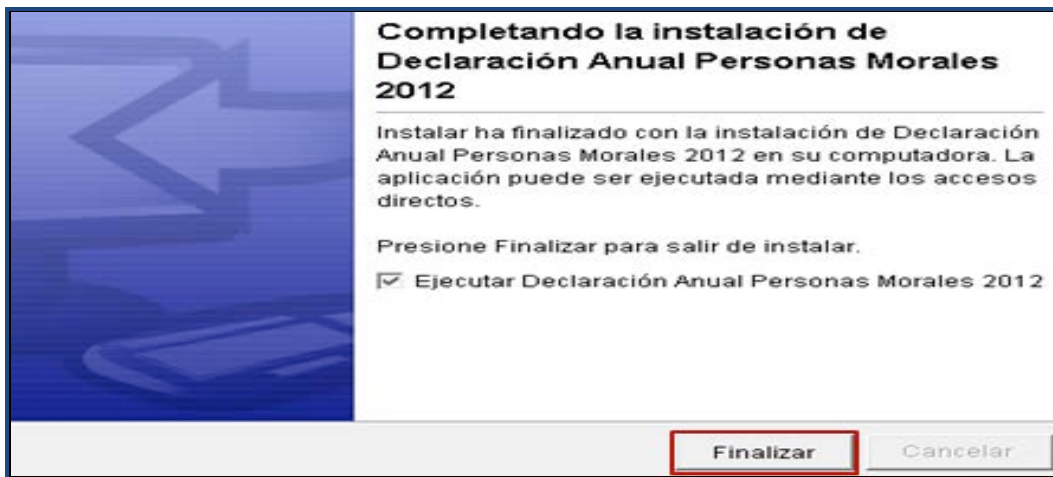 Completando la instalación de
Declaración Anual Personas Morales
2012
Instalar ha finalizado con la instalación de Declaración
Anual Personas Morales 2012 en su computadora. La
aplicación puede ser ejecutada mediante los accesos
directos.
Presione Finalizar para salir de instalar.
Ejecutar Declaración Anual Personas Morales 2012
Finalizar
Cancelar